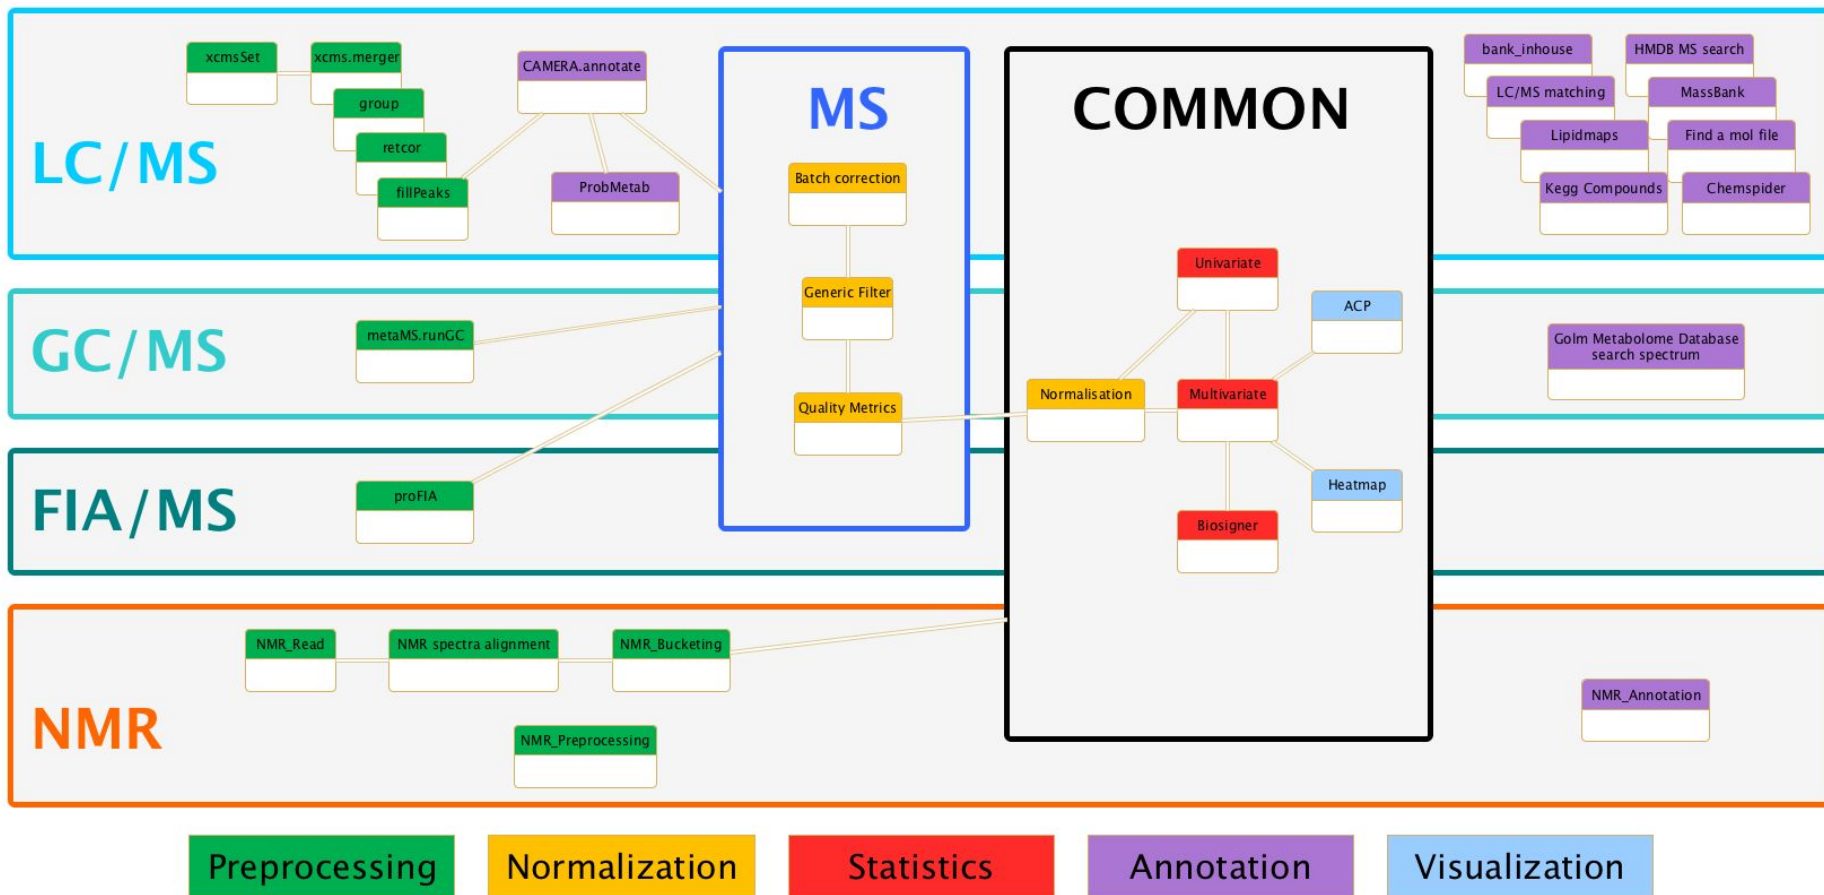 LC/MS
xcmsSet
xcms.merger
group
retcor
fillPeaks
CAMERA.annotate
ProbMetab
MS
Batch correction
Generic Filter
Quality Metrics
COMMON
Univariate
ACP
Normalisation
Multivariate
Heatmap
Biosigner
bank_inhouse
HMDB MS search
LC/MS matching
MassBank
Lipidmaps
Find a mol file
Kegg Compounds
Chemspider
GC/MS
metaMS.runGC
Golm Metabolome Database
search spectrum
FIA/MS
proFIA
NMR
NMR_Read
NMR spectra alignment
NMR_Bucketing
NMR_Preprocessing
NMR_Annotation
Preprocessing
Normalization
Statistics
Annotation
Visualization